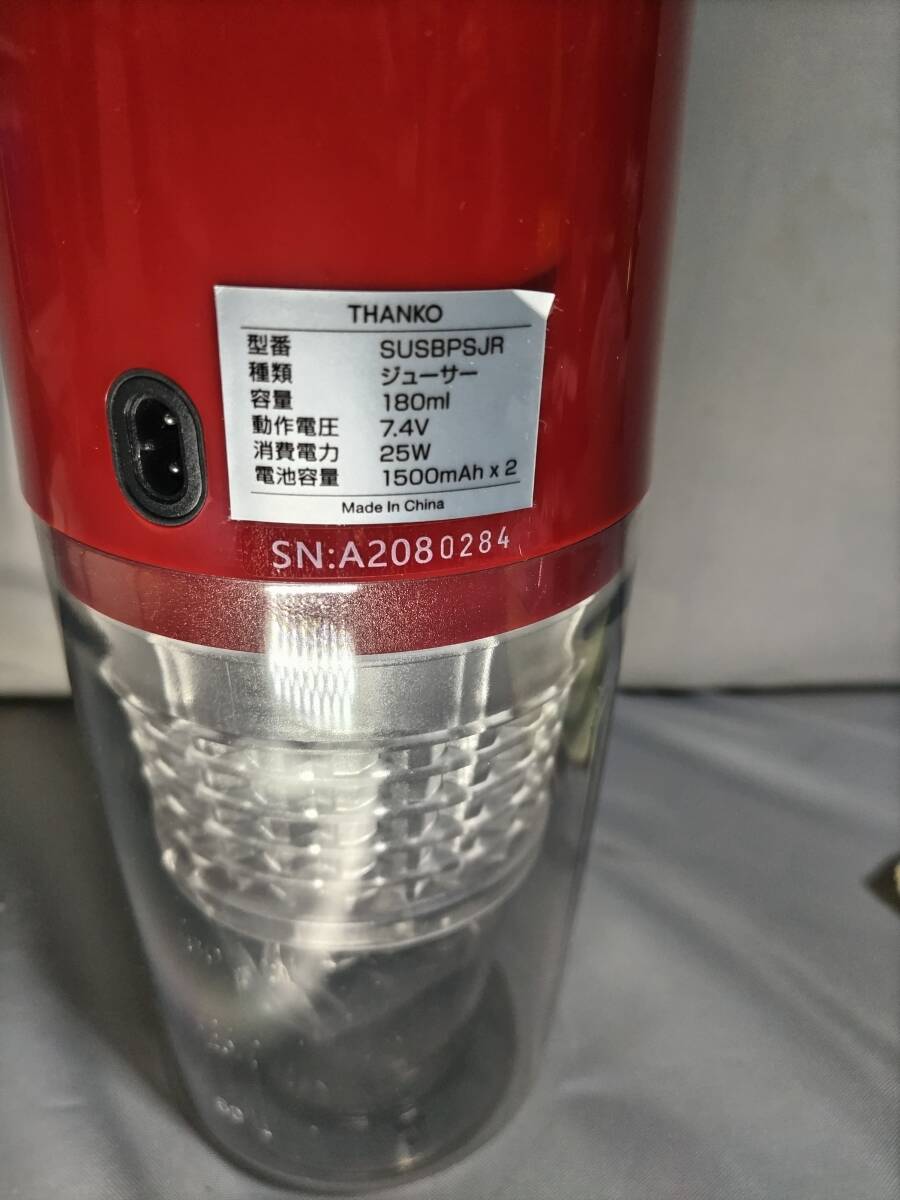 THANKO
型番 SUSBPSJR
種類 ジューサー
容量 180ml
動作電圧 7.4V
消費電力 25W
電池容量 1500mAh x 2
Made In China
SN:A2080284